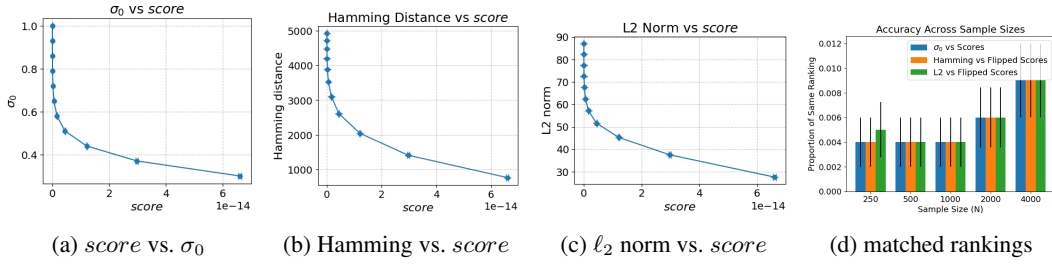 σ₀ vs score
1.0
0.8
0.6
0.4
σ₀
0
2
4
6
1e−14
score
(a) score vs. σ₀
Hamming Distance vs score
5000
4000
3000
2000
1000
Hamming distance
0
2
4
6
1e−14
score
(b) Hamming vs. score
L2 Norm vs score
90
80
70
60
50
40
30
L2 norm
0
2
4
6
1e−14
score
(c) ℓ₂ norm vs. score
Accuracy Across Sample Sizes
σ₀ vs Scores
Hamming vs Flipped Scores
L2 vs Flipped Scores
0.012
0.010
0.008
0.006
0.004
0.002
0.000
Proportion of Same Ranking
250
500
1000
2000
4000
Sample Size (N)
(d) matched rankings